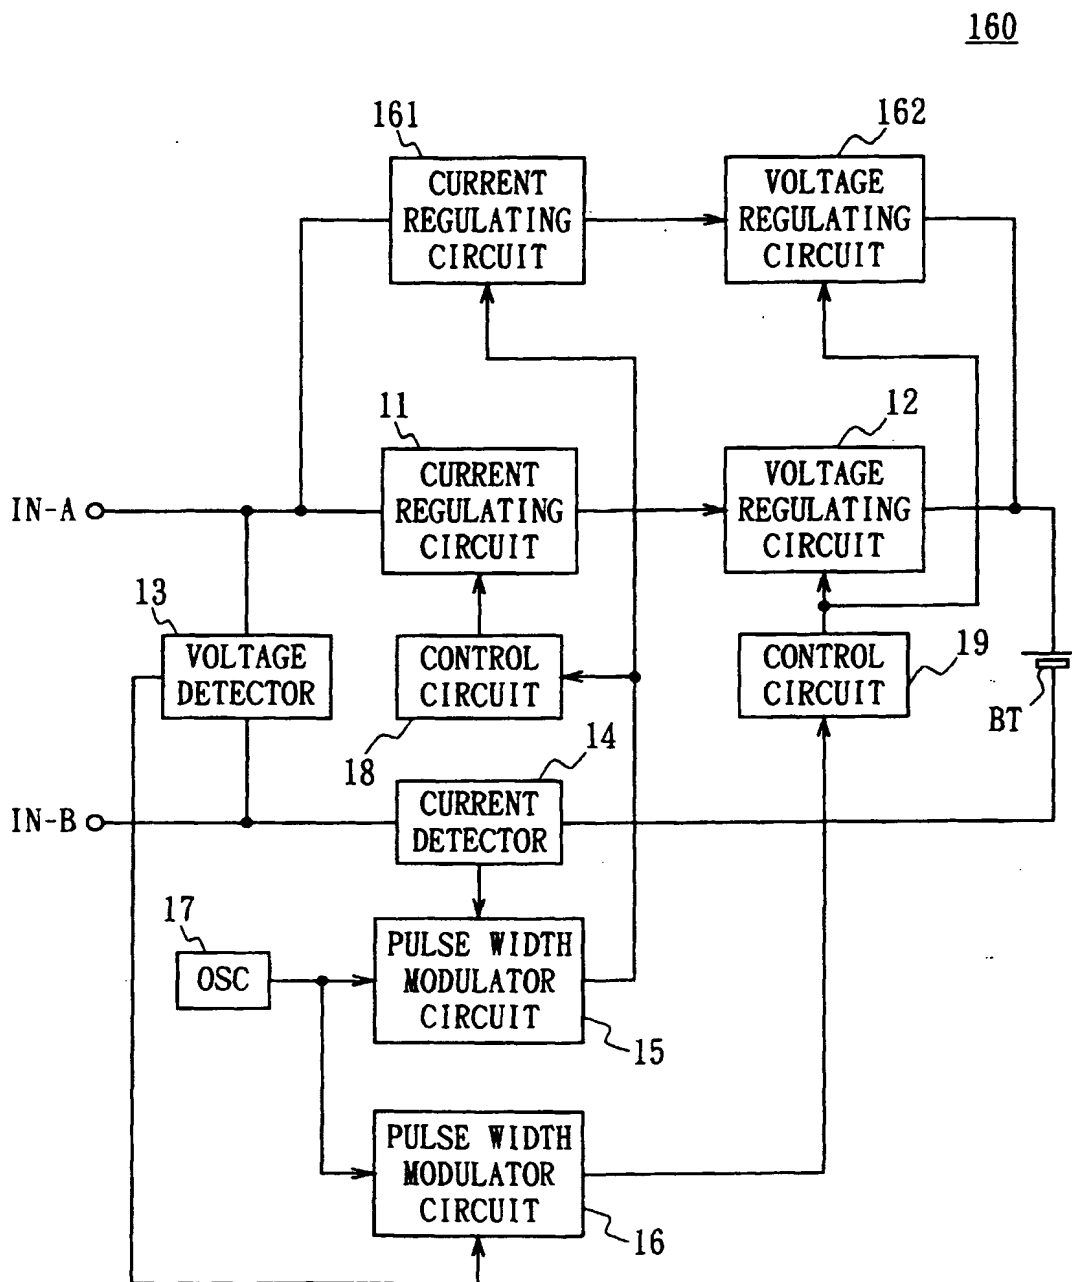 160
161
162
CURRENT
REGULATING
CIRCUIT
VOLTAGE
REGULATING
CIRCUIT
11
12
IN-A
CURRENT
REGULATING
CIRCUIT
VOLTAGE
REGULATING
CIRCUIT
13
VOLTAGE
DETECTOR
CONTROL
CIRCUIT
CONTROL
CIRCUIT
19
BT
18
14
IN-B
CURRENT
DETECTOR
17
OSC
PULSE WIDTH
MODULATOR
CIRCUIT
15
PULSE WIDTH
MODULATOR
CIRCUIT
16